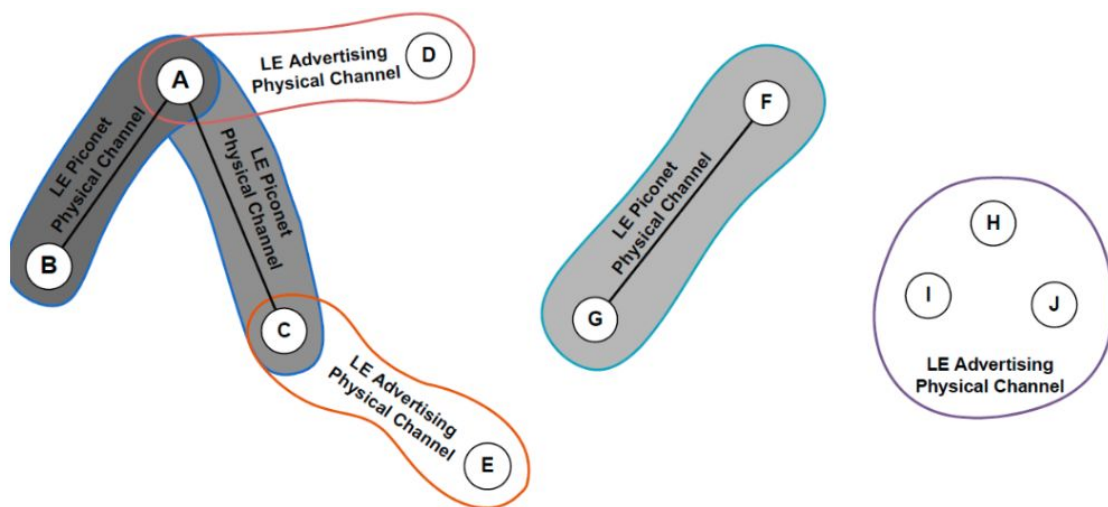 A
LE Advertising
Physical Channel
D
LE Piconet
Physical Channel
LE Piconet
Physical Channel
B
C
LE Advertising
Physical Channel
E
F
LE Piconet
Physical Channel
G
H
I
J
LE Advertising
Physical Channel